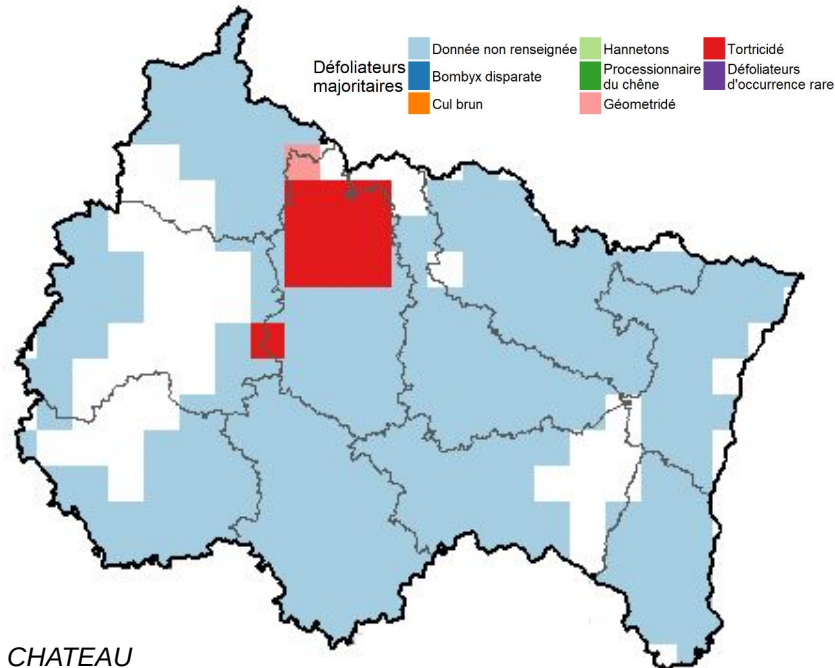 Défoliateurs
majoritaires
Donnée non renseignée
Bombyx disparate
Cul brun
Hannetons
Processionnaire
du chêne
Géometridé
Tortricidé
Défoliateurs
d'occurrence rare
CHATEAU